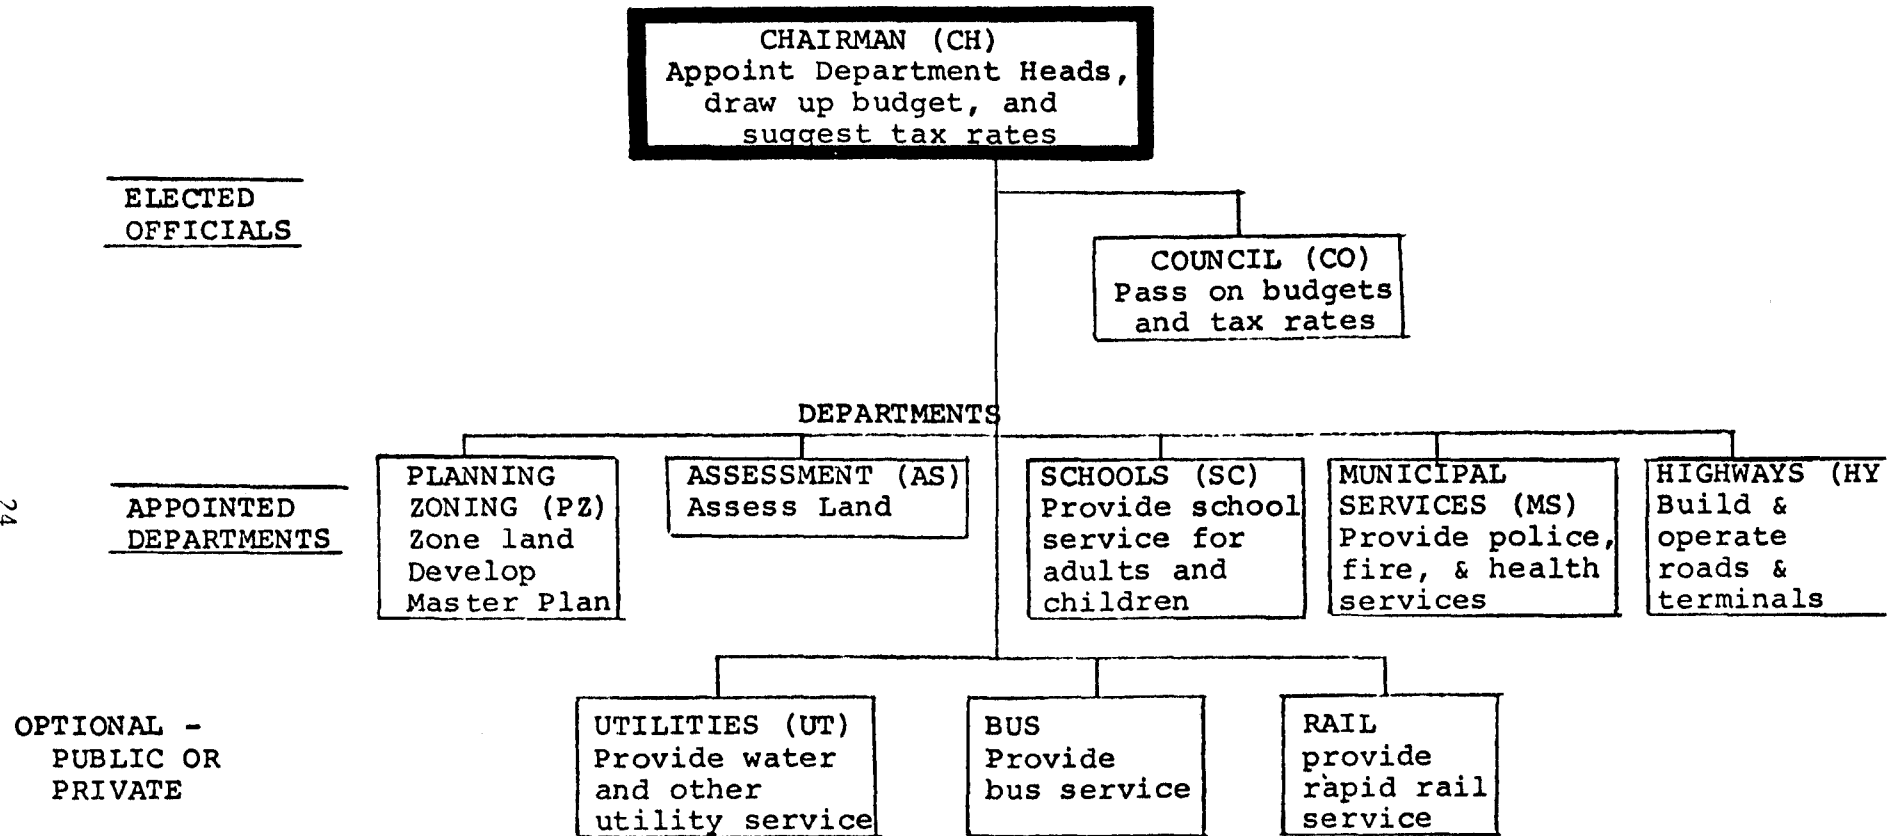 CHAIRMAN (CH)
Appoint Department Heads,
draw up budget, and
suggest tax rates
ELECTED
OFFICIALS
COUNCIL (CO)
Pass on budgets
and tax rates
DEPARTMENTS
APPOINTED
DEPARTMENTS
PLANNING
ZONING (PZ)
Zone land
Develop
Master Plan
ASSESSMENT (AS)
Assess Land
SCHOOLS (SC)
Provide school
service for
adults and
children
MUNICIPAL
SERVICES (MS)
Provide police,
fire, & health
services
HIGHWAYS (HY
Build &
operate
roads &
terminals
24
OPTIONAL -
PUBLIC OR
PRIVATE
UTILITIES (UT)
Provide water
and other
utility service
BUS
Provide
bus service
RAIL
provide
rapid rail
service